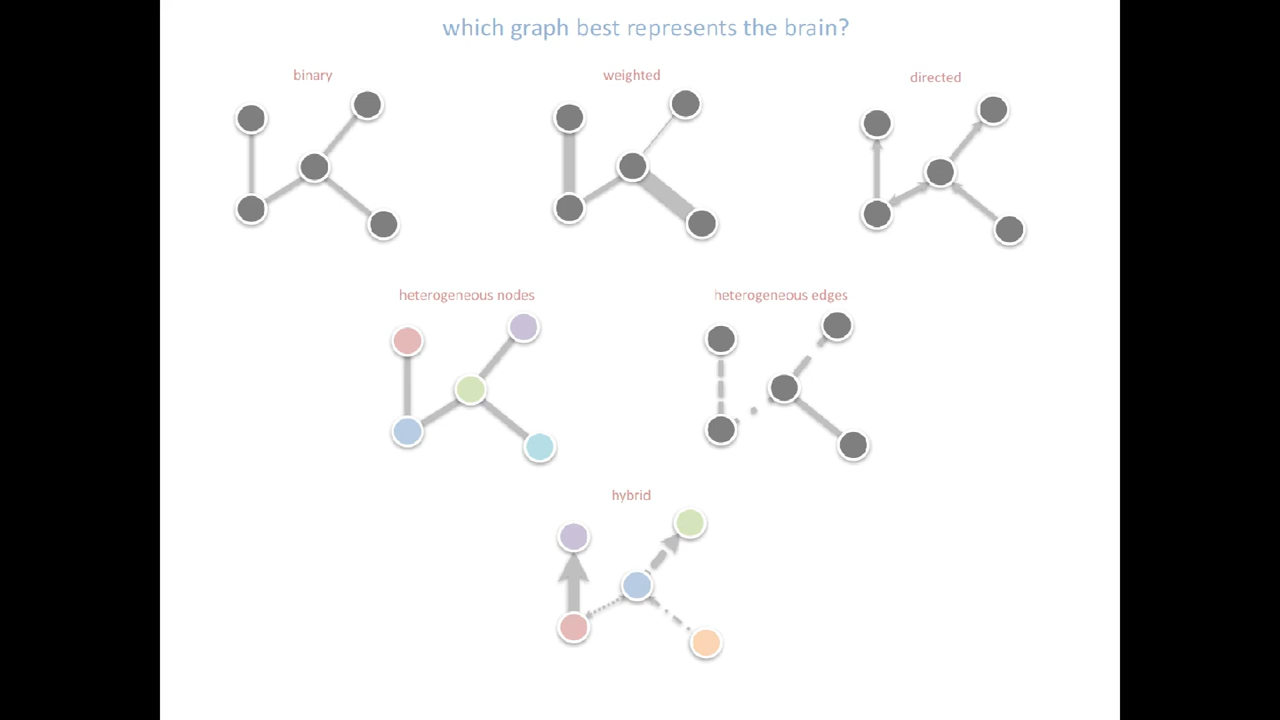 which graph best represents the brain?
binary
weighted
directed
heterogeneous nodes
heterogeneous edges
hybrid